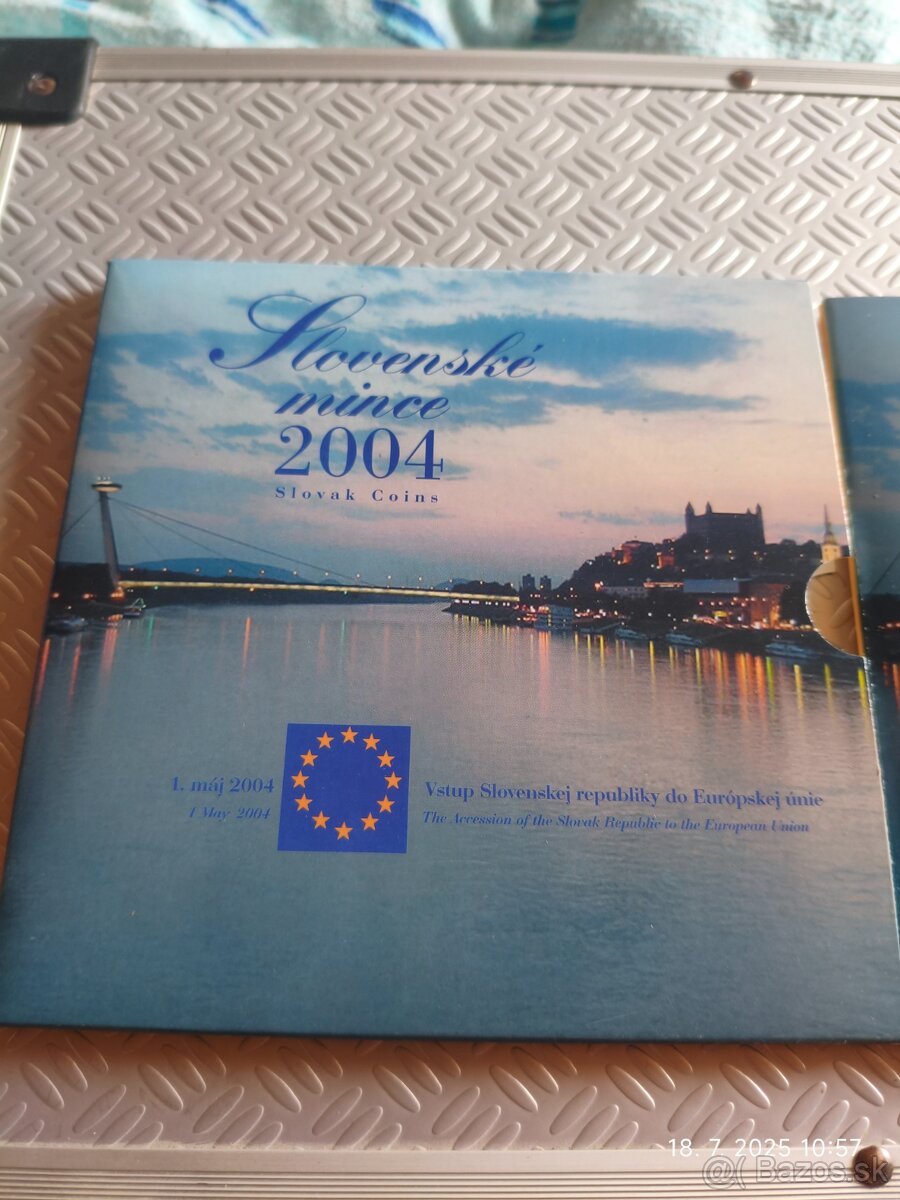 Slovenské
mince
2004
Slovak Coins
1. máj 2004
1 May 2004
Vstup Slovenskej republiky do Európskej únie
The Accession of the Slovak Republic to the European Union
18. 7. 2025 10:57
@( Bazos.sk